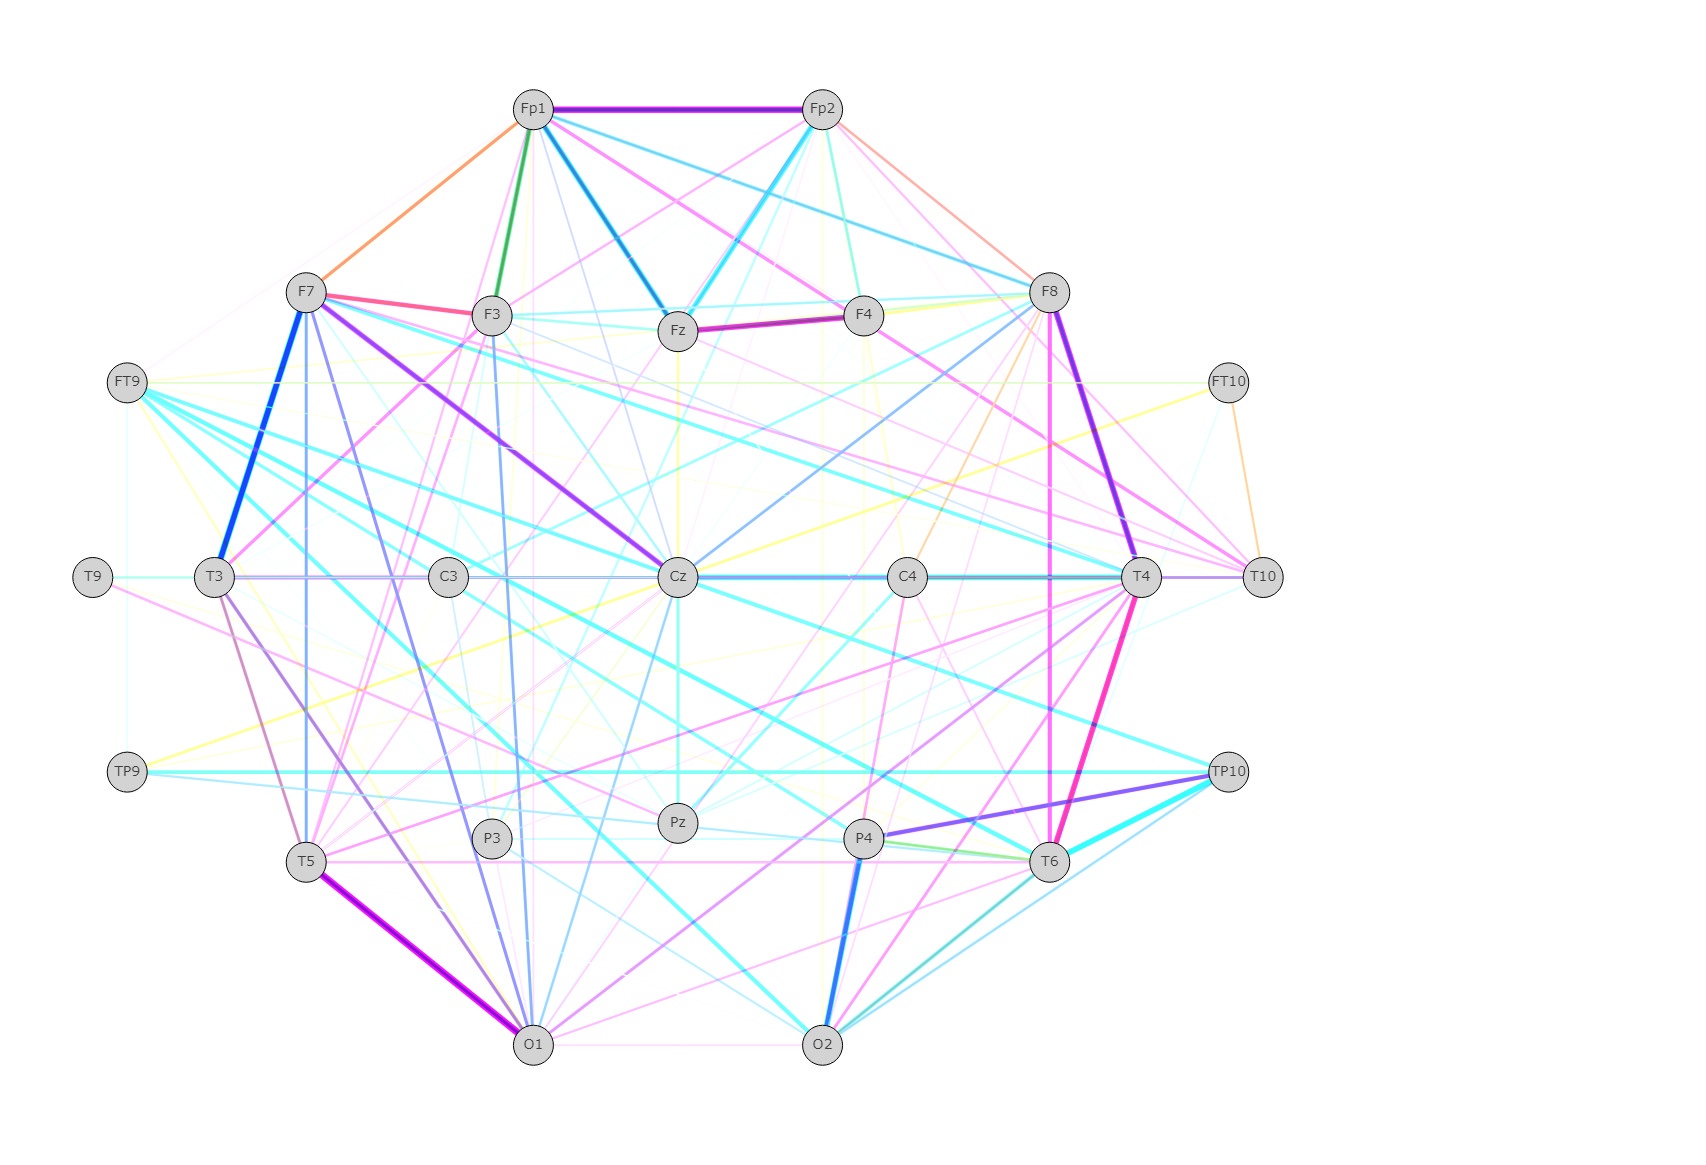 Fp1 Fp2
F7 F3 Fz F4 F8
FT9 FT10
T9 T3 C3 Cz C4 T4 T10
TP9 TP10
T5 P3 Pz P4 T6
O1 O2